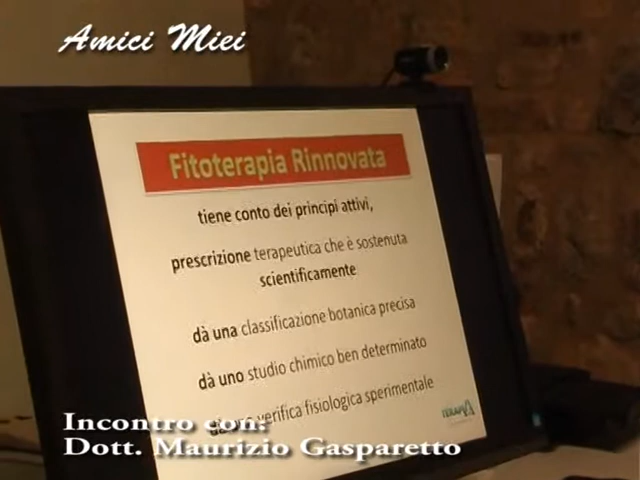 Amici Miei
Fitoterapia Rinnovata
tiene conto dei principi attivi,
prescrizione terapeutica che è sostenuta
scientificamente
dà una classificazione botanica precisa
dà uno studio chimico ben determinato
verifica fisiologica sperimentale
Incontro con:
Dott. Maurizio Gasparetto